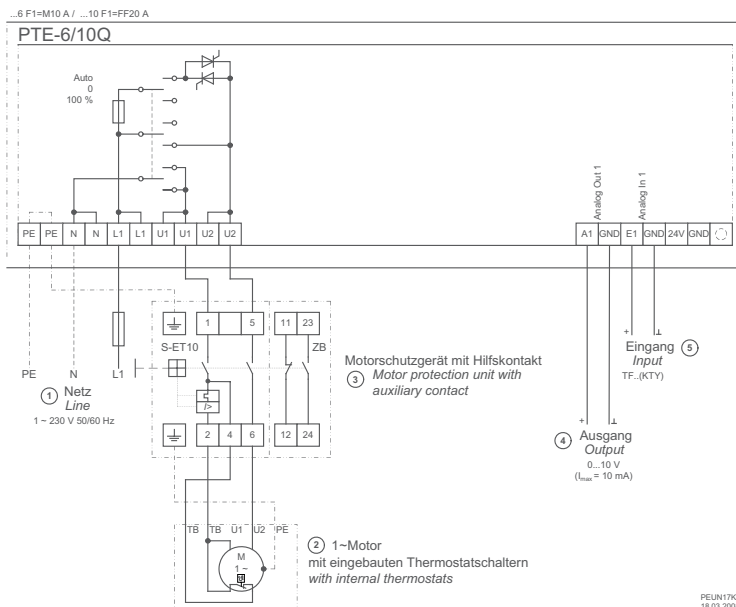 ...6 F1=M10 A / ...10 F1=FF20 A
PTE-6/10Q
Auto
0
100 %
Analog Out 1
Analog In 1
PE PE N N L1 L1 U1 U1 U2 U2
A1 GND E1 GND 24V GND
1 5 11 23
S-ET10
ZB
I>
2 4 6 12 24
PE N L1
1 Netz
Line
1 ~ 230 V 50/60 Hz
Motorschutzgerät mit Hilfskontakt
3 Motor protection unit with
auxiliary contact
+ ⊥
Eingang 5
Input
TF..(KTY)
+ ⊥
4 Ausgang
Output
0...10 V
(Imax = 10 mA)
TB TB U1 U2 PE
M
1 ~
2 1~Motor
mit eingebauten Thermostatschaltern
with internal thermostats
PEUN17K